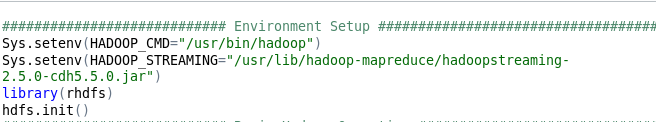 ########################### Environment Setup #################################
Sys.setenv(HADOOP_CMD="/usr/bin/hadoop")
Sys.setenv(HADOOP_STREAMING="/usr/lib/hadoop-mapreduce/hadoopstreaming-
2.5.0-cdh5.5.0.jar")
library(rhdfs)
hdfs.init()